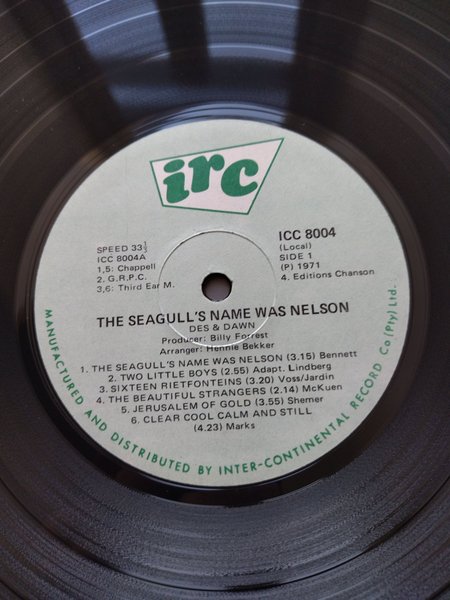 irc
SPEED 33⅓
ICC 8004A
1,5: Chappell
2. G.R.P.C.
3,6: Third Ear M.
ICC 8004
(Local)
SIDE 1
(P) 1971
4. Editions Chanson
THE SEAGULL'S NAME WAS NELSON
DES & DAWN
Producer: Billy Forrest
Arranger: Hennie Bekker
1. THE SEAGULL'S NAME WAS NELSON (3.15) Bennett
2. TWO LITTLE BOYS (2.55) Adapt. Lindberg
3. SIXTEEN RIETFONTEINS (3.20) Voss/Jardin
4. THE BEAUTIFUL STRANGERS (2.14) McKuen
5. JERUSALEM OF GOLD (3.55) Shemer
6. CLEAR COOL CALM AND STILL
(4.23) Marks
MANUFACTURED AND DISTRIBUTED BY INTER-CONTINENTAL RECORD Co (Pty) Ltd.